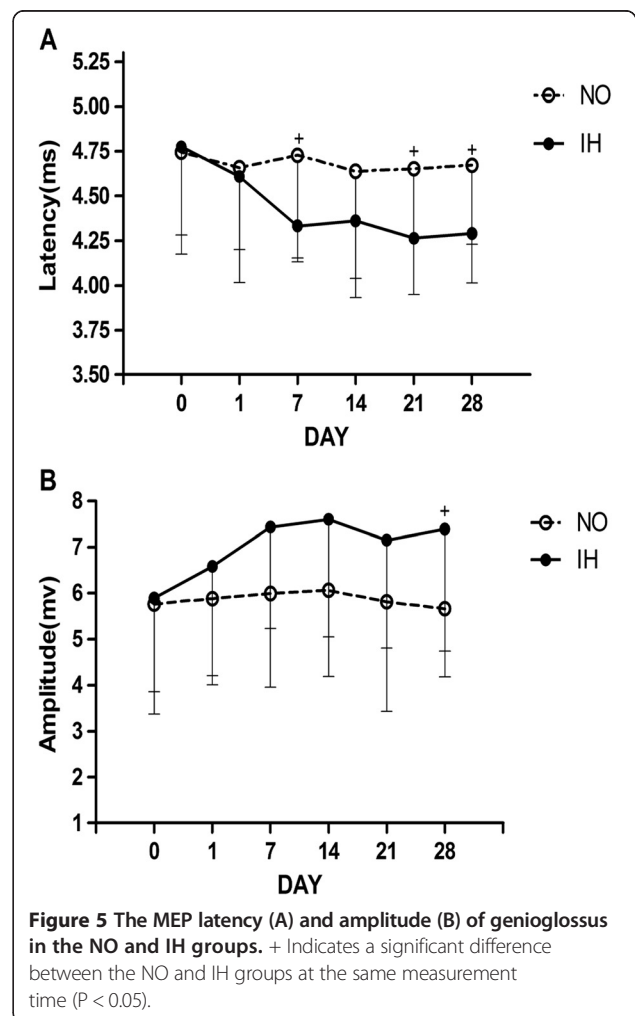 A
5.25
5.00
4.75
4.50
4.25
4.00
3.75
3.50
Latency(ms)
+
+
+
NO
IH
0 1 7 14 21 28
DAY
B
8
7
6
5
4
3
2
1
Amplitude(mv)
+
NO
IH
0 1 7 14 21 28
DAY
Figure 5 The MEP latency (A) and amplitude (B) of genioglossus
in the NO and IH groups. + Indicates a significant difference
between the NO and IH groups at the same measurement
time (P < 0.05).